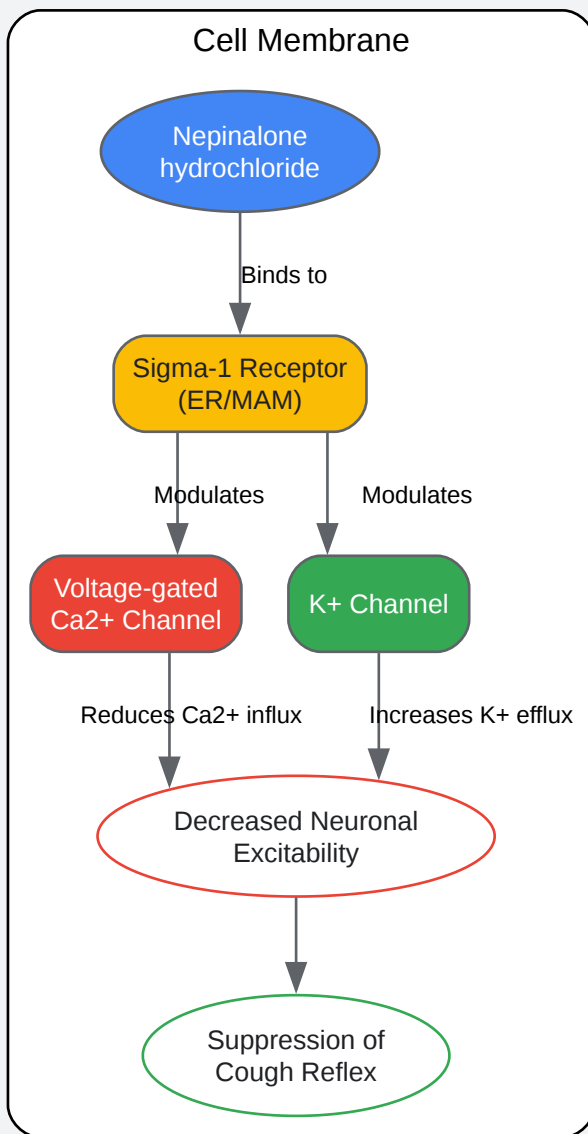 Cell Membrane
Nepinalone
hydrochloride
Binds to
Sigma-1 Receptor
(ER/MAM)
Modulates
Modulates
Voltage-gated
Ca2+ Channel
K+ Channel
Reduces Ca2+ influx
Increases K+ efflux
Decreased Neuronal
Excitability
Suppression of
Cough Reflex